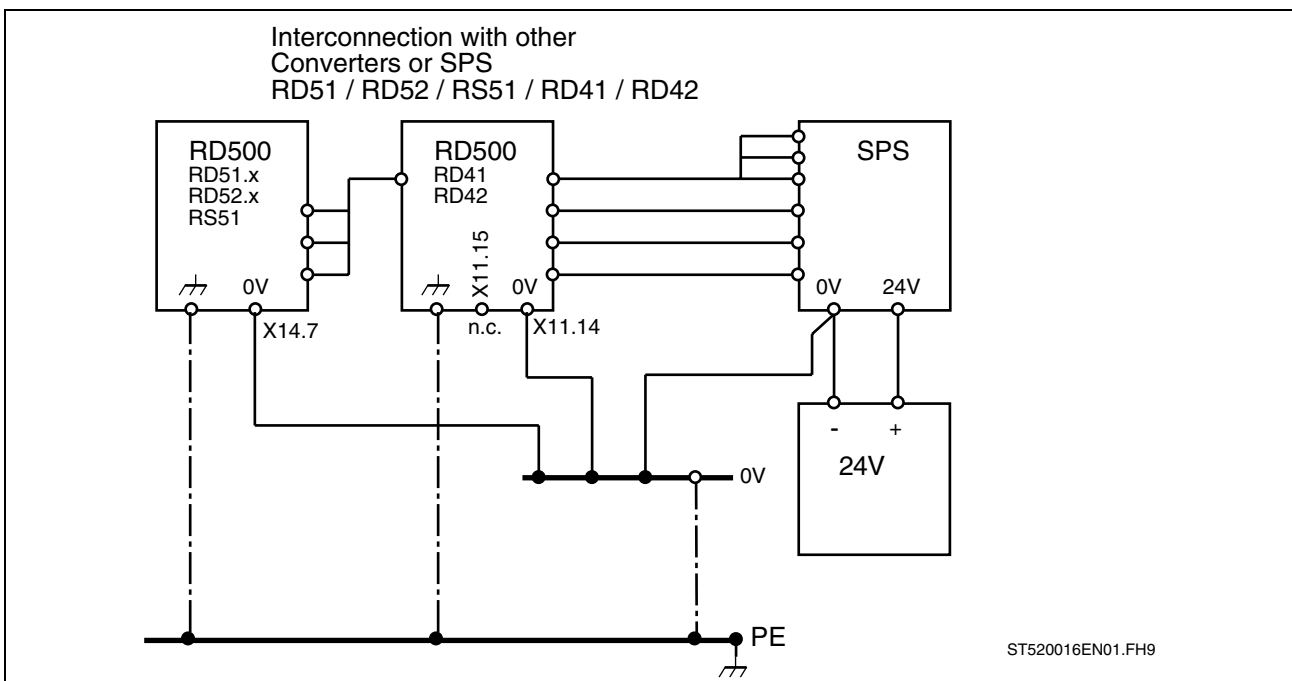 Interconnection with other
Converters or SPS
RD51 / RD52 / RS51 / RD41 / RD42
RD500
RD51.x
RD52.x
RS51
0V
X14.7
RD500
RD41
RD42
X11.15
0V
n.c.
X11.14
SPS
0V
24V
-
+
24V
0V
PE
ST520016EN01.FH9